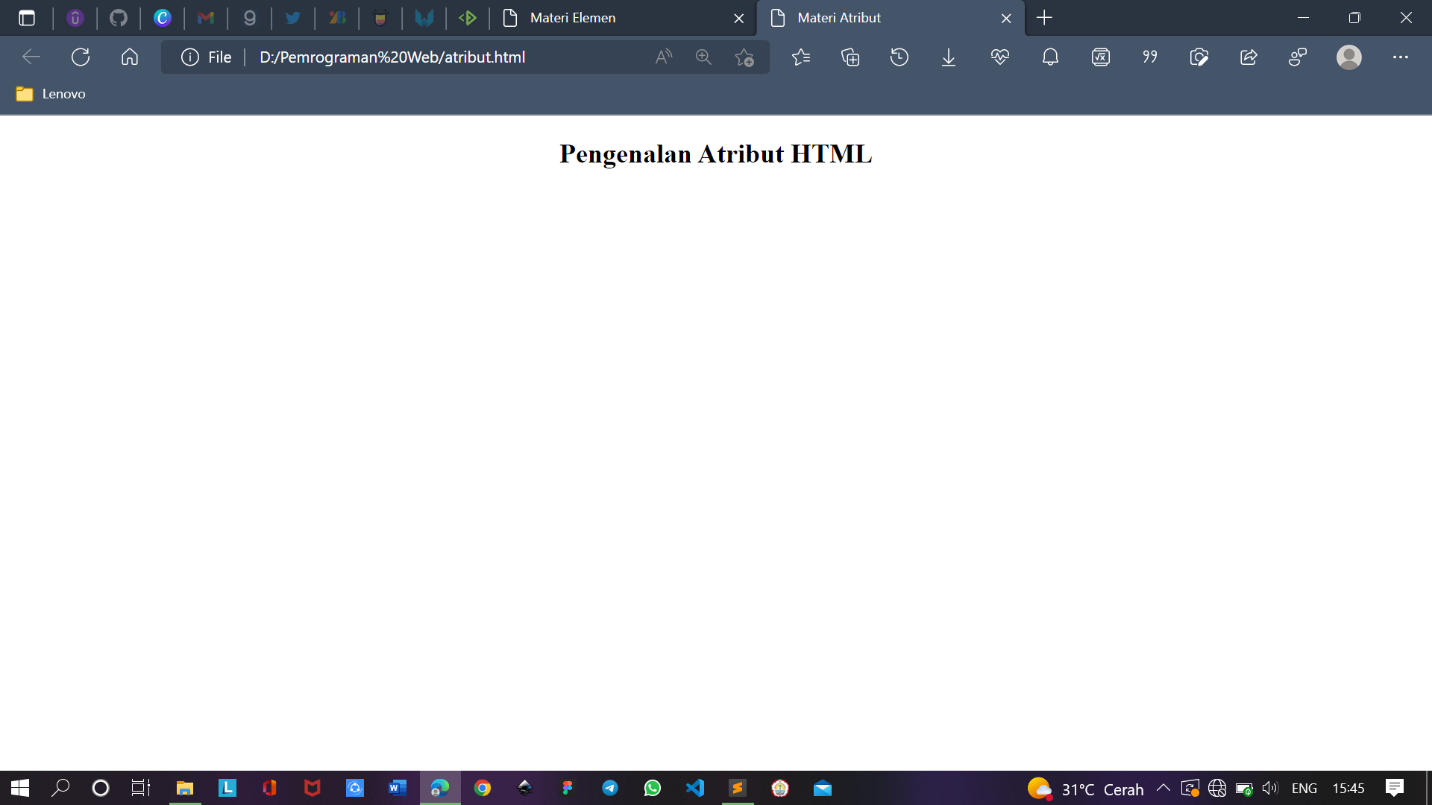 Materi Elemen
Materi Atribut
File
D:/Pemrograman%20Web/atribut.html
Lenovo
Pengenalan Atribut HTML
31°C Cerah
ENG
15:45